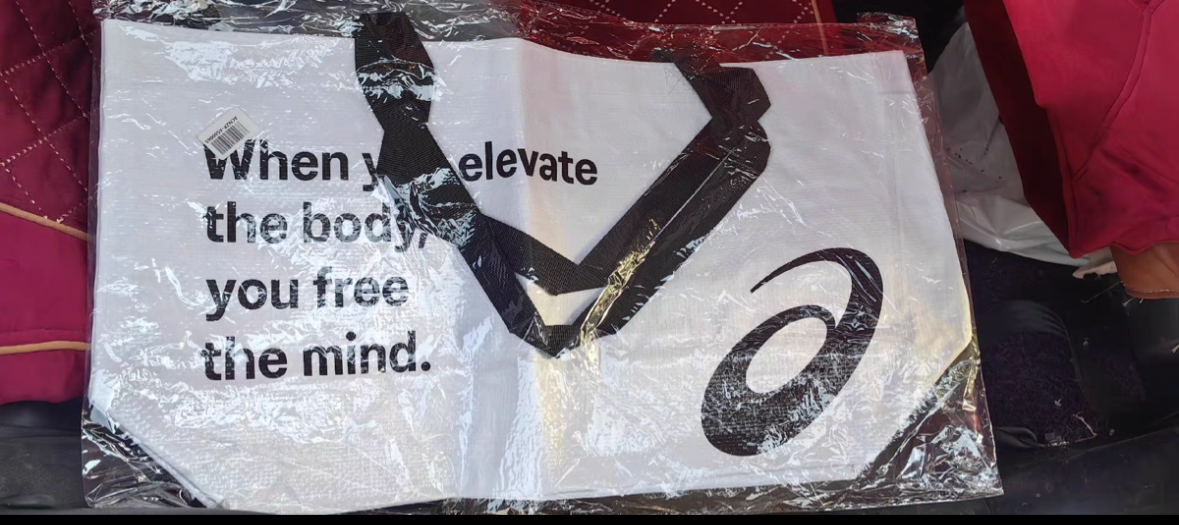 When y elevate
the body,
you free
the mind.